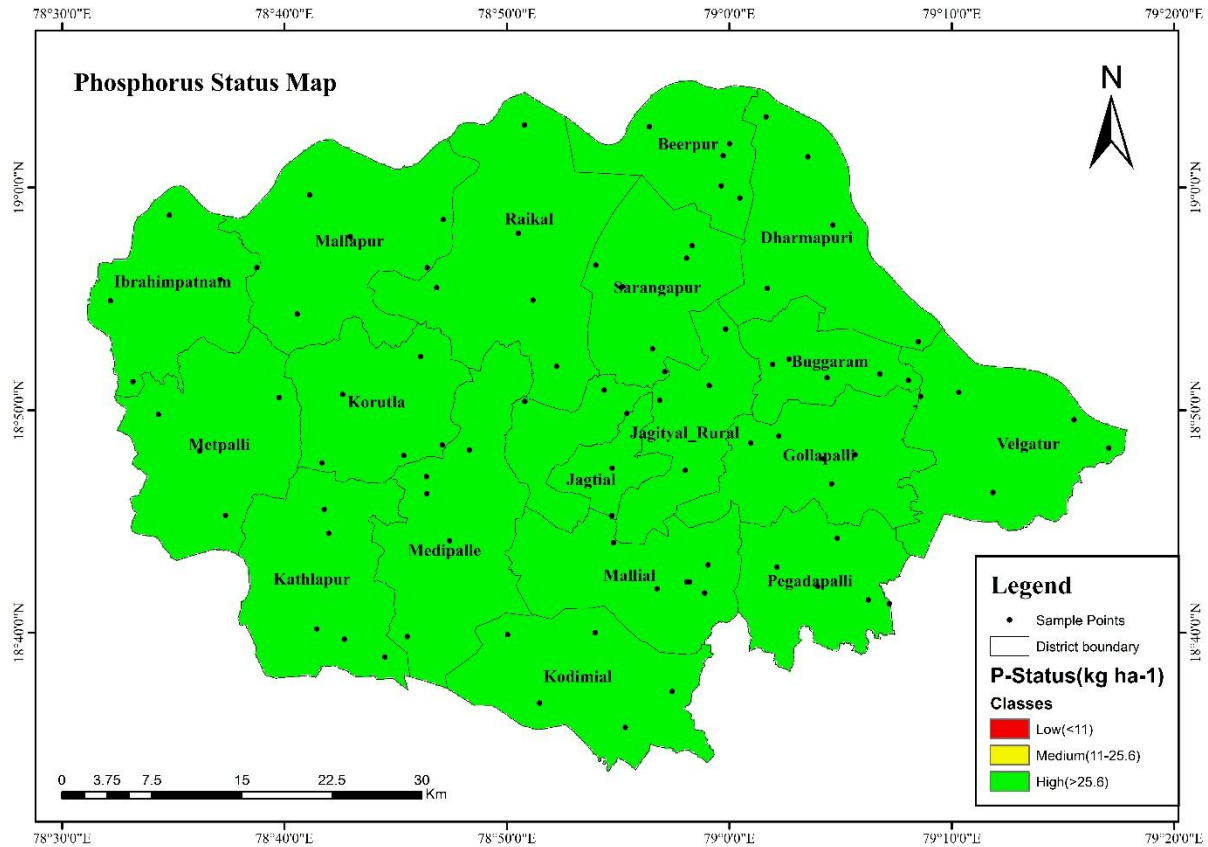 78°30'0"E 78°40'0"E 78°50'0"E 79°0'0"E 79°10'0"E 79°20'0"E
Phosphorus Status Map
N
19°0'0"N
19°0'0"N
Beerpur
Raikal
Mallapur
Dharmapuri
Ibrahimpatnam
Sarangapur
Buggaram
18°50'0"N
18°50'0"N
Korutla
Jagityal_Rural
Metpalli
Velgatur
Gollapalli
Jagtial
Medipalle
Kathlapur
Mallial
Pegadapalli
Kodimial
18°40'0"N
18°40'0"N
Legend
Sample Points
District boundary
P-Status(kg ha-1)
Classes
Low(<11)
Medium(11-25.6)
High(>25.6)
0 3.75 7.5 15 22.5 30
Km
78°30'0"E 78°40'0"E 78°50'0"E 79°0'0"E 79°10'0"E 79°20'0"E